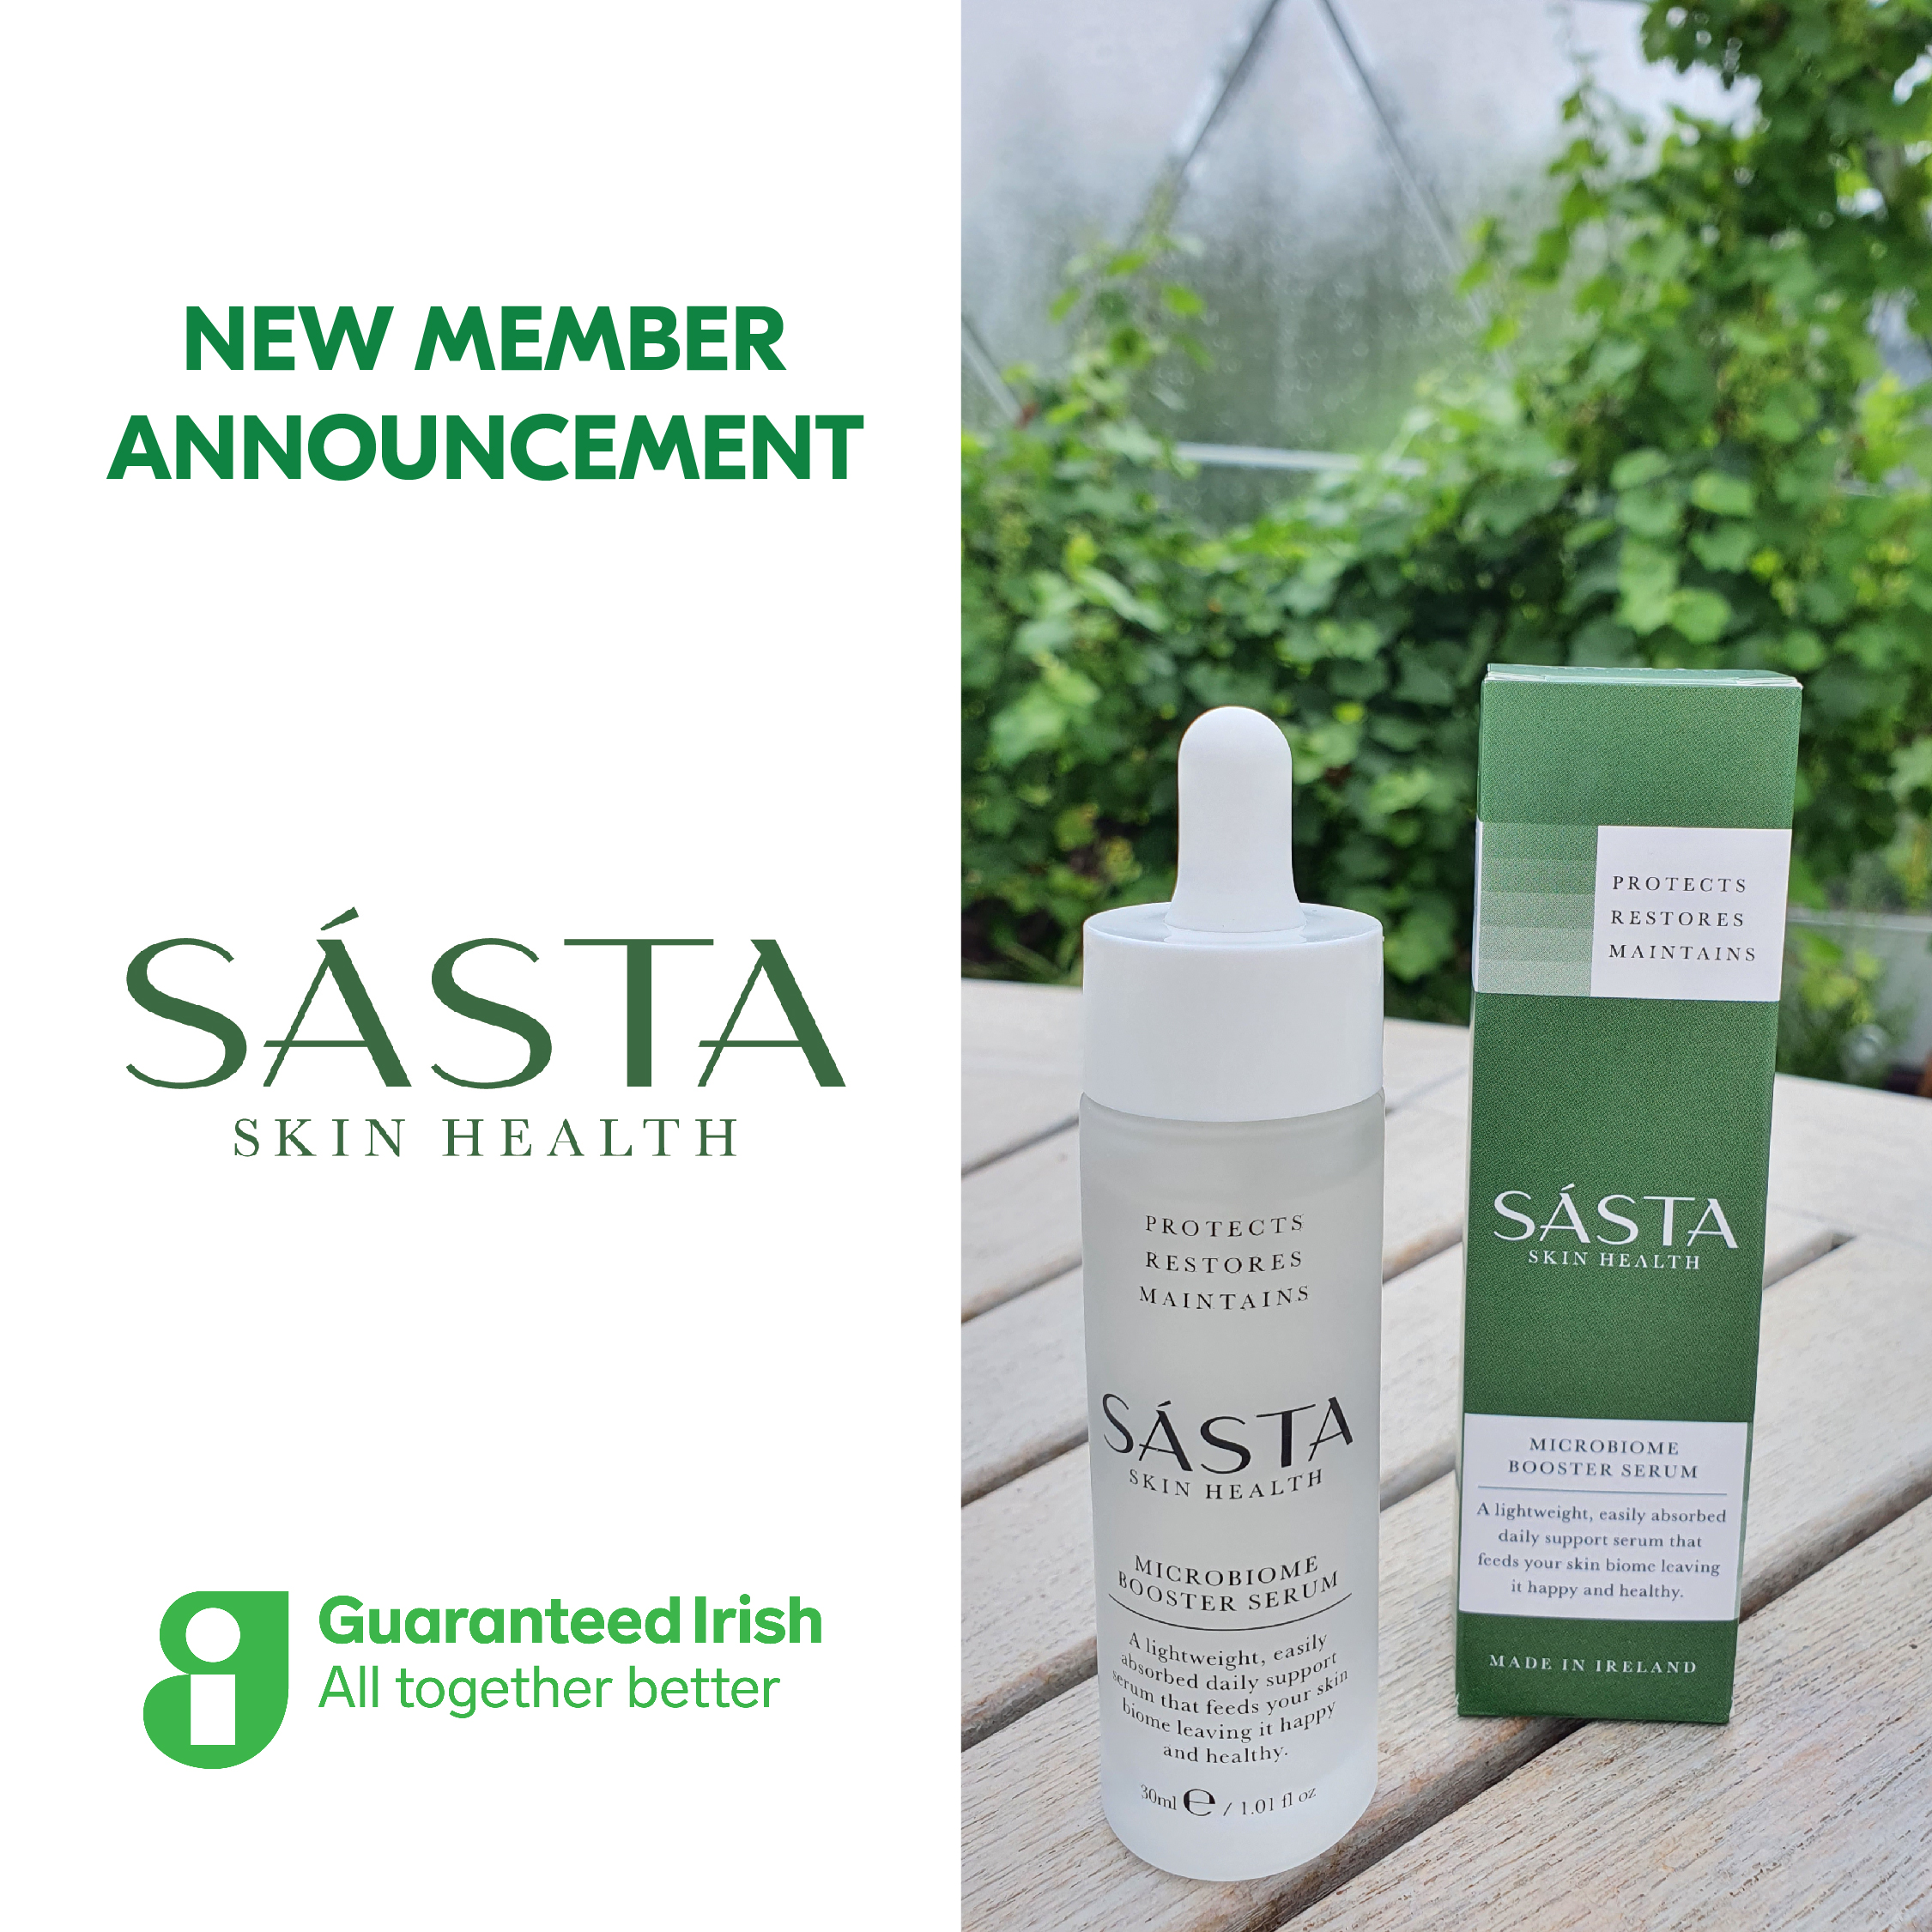 NEW MEMBER
ANNOUNCEMENT
SÁSTA
SKIN HEALTH
Guaranteed Irish
All together better
PROTECTS
RESTORES
MAINTAINS
SÁSTA
SKIN HEALTH
MICROBIOME
BOOSTER SERUM
A lightweight, easily
absorbed daily support
serum that feeds your skin
biome leaving it happy
and healthy.
30ml ℮ / 1.01 fl oz
PROTECTS
RESTORES
MAINTAINS
SÁSTA
SKIN HEALTH
MICROBIOME
BOOSTER SERUM
A lightweight, easily absorbed
daily support serum that
feeds your skin biome leaving
it happy and healthy.
MADE IN IRELAND